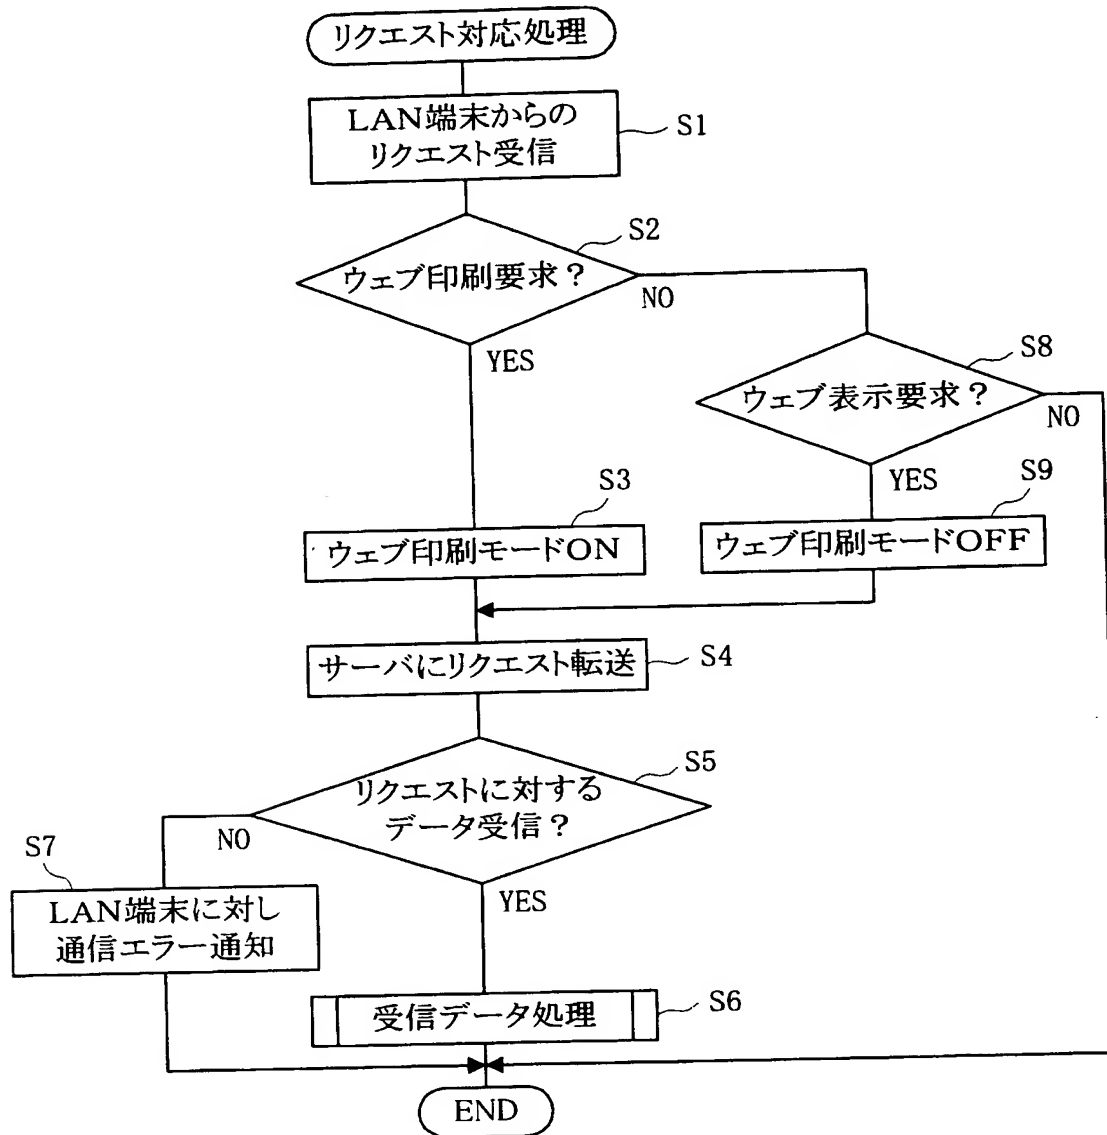 リクエスト対応処理
LAN端末からの
リクエスト受信
S1
S2
ウェブ印刷要求？
NO
YES
S8
ウェブ表示要求？
NO
YES
S3
ウェブ印刷モードON
S9
ウェブ印刷モードOFF
サーバにリクエスト転送
S4
S5
リクエストに対する
データ受信？
NO
YES
S7
LAN端末に対し
通信エラー通知
受信データ処理
S6
END